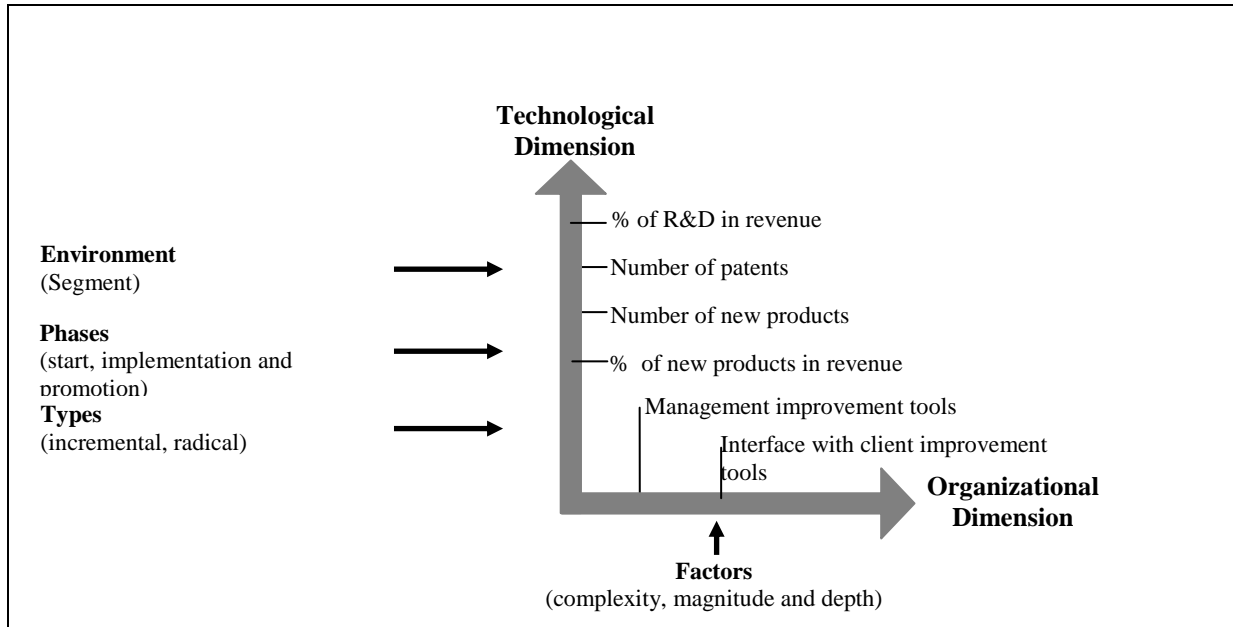 Technological
Dimension
% of R&D in revenue
Environment
(Segment)
Number of patents
Number of new products
Phases
(start, implementation and
promotion)
% of new products in revenue
Types
(incremental, radical)
Management improvement tools
Interface with client improvement
tools
Organizational
Dimension
Factors
(complexity, magnitude and depth)